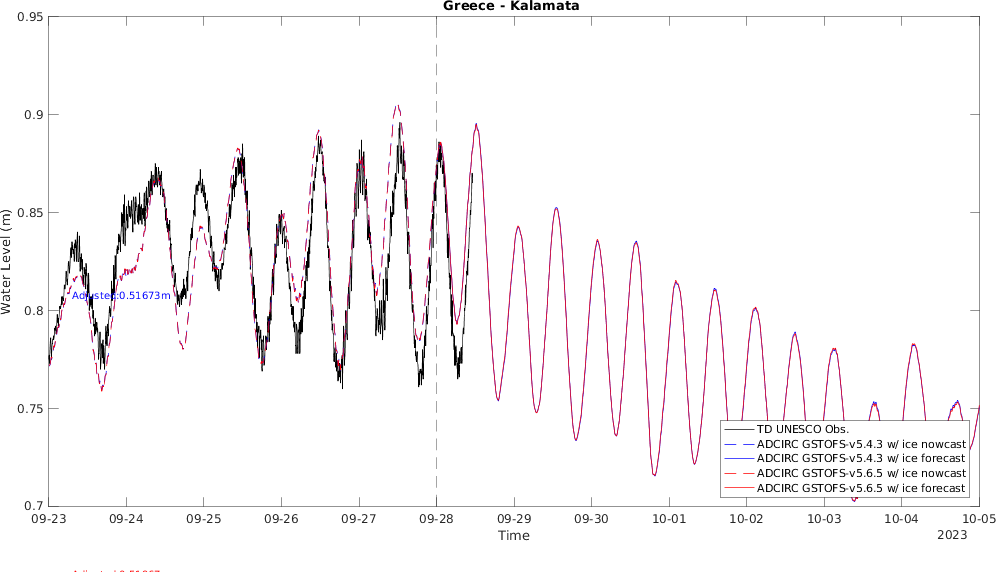 Greece - Kalamata
Water Level (m)
0.95
0.9
0.85
0.8
0.75
0.7
Adjusted:0.51673m
TD UNESCO Obs.
ADCIRC GSTOFS-v5.4.3 w/ ice nowcast
ADCIRC GSTOFS-v5.4.3 w/ ice forecast
ADCIRC GSTOFS-v5.6.5 w/ ice nowcast
ADCIRC GSTOFS-v5.6.5 w/ ice forecast
09-23 09-24 09-25 09-26 09-27 09-28 09-29 09-30 10-01 10-02 10-03 10-04 10-05
Time
2023